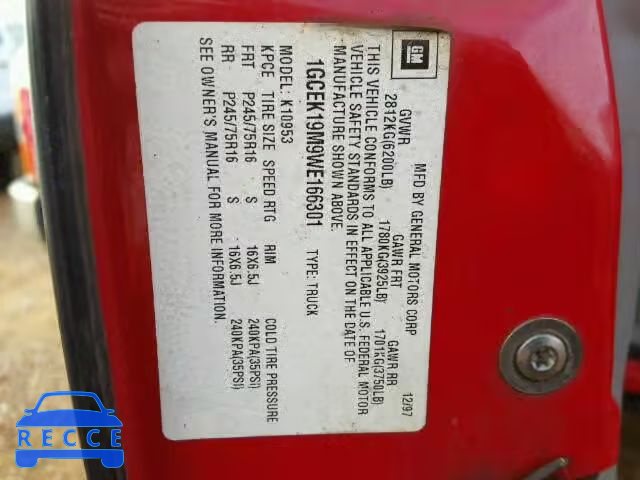 GM
MFD BY GENERAL MOTORS CORP 12/97
GVWR GAWR FRT GAWR RR
2812KG(6200LB) 1780KG(3925LB) 1701KG(3750LB)
THIS VEHICLE CONFORMS TO ALL APPLICABLE U.S. FEDERAL MOTOR
VEHICLE SAFETY STANDARDS IN EFFECT ON THE DATE OF
MANUFACTURE SHOWN ABOVE.
1GCEK19M9WE166301 TYPE: TRUCK
MODEL: K10953
KPCE TIRE SIZE SPEED RTG RIM COLD TIRE PRESSURE
FRT P245/75R16 S 16X6.5J 240KPA(35PSI)
RR P245/75R16 S 16X6.5J 240KPA(35PSI)
SEE OWNER'S MANUAL FOR MORE INFORMATION.
RECCE